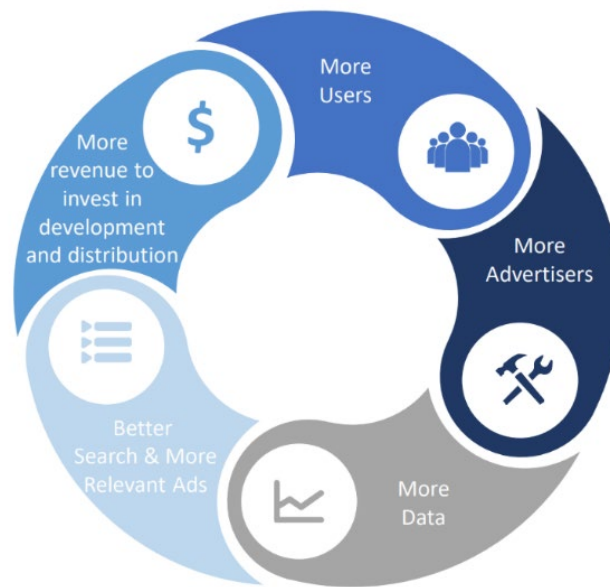 More
Users
More
Advertisers
More
Data
Better
Search & More
Relevant Ads
More
revenue to
invest in
development
and distribution
$